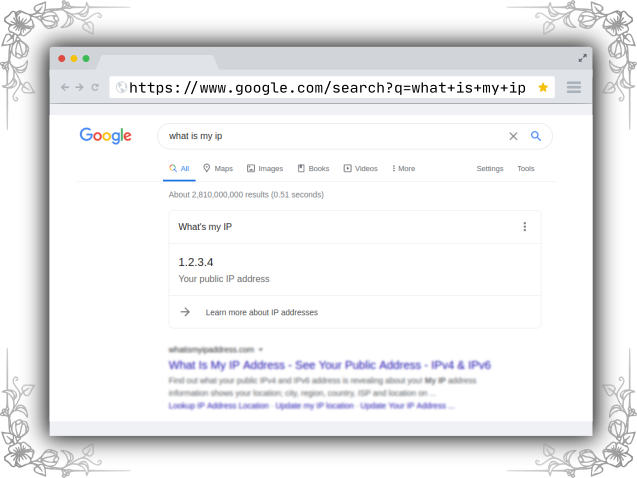 https://www.google.com/search?q=what+is+my+ip
Google
what is my ip
All Maps Images Books Videos More Settings Tools
About 2,810,000,000 results (0.51 seconds)
What's my IP
1.2.3.4
Your public IP address
Learn more about IP addresses
whatismyipaddress.com
What Is My IP Address - See Your Public Address - IPv4 & IPv6
Find out what your public IPv4 and IPv6 address is revealing about you! My IP address
information shows your location; city, region, country, ISP and location on ...
Lookup IP Address Location · Update my IP location · Update Your IP Address ...